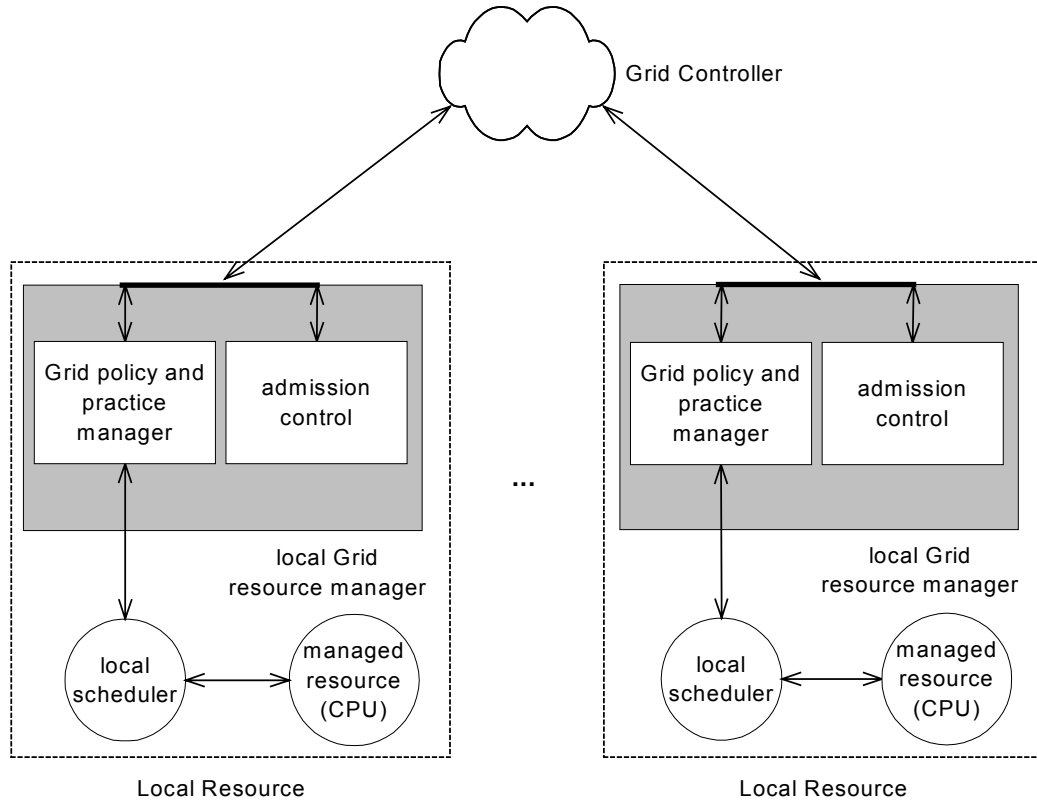 Grid Controller
Grid policy and
practice
manager
admission
control
local Grid
resource manager
local
scheduler
managed
resource
(CPU)
Local Resource
...
Grid policy and
practice
manager
admission
control
local Grid
resource manager
local
scheduler
managed
resource
(CPU)
Local Resource